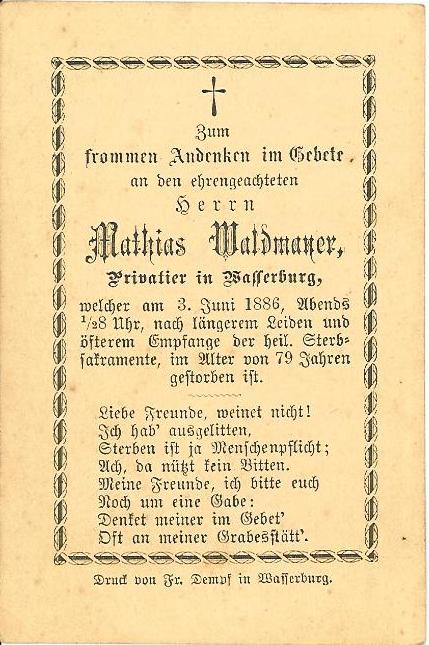 Zum
frommen Andenken im Gebete
an den ehrengeachteten
Herrn
Mathias Waldmayer,
Privatier in Wasserburg,
welcher am 3. Juni 1886, Abends
1/28 Uhr, nach längerem Leiden und
öfterem Empfange der heil. Sterb-
sakramente, im Alter von 79 Jahren
gestorben ist.
Liebe Freunde, weinet nicht!
Ich hab' ausgelitten,
Sterben ist ja Menschenpflicht;
Ach, da nützt kein Bitten.
Meine Freunde, ich bitte euch
Noch um eine Gabe:
Denket meiner im Gebet'
Oft an meiner Grabesstätt'.
Druck von Fr. Dempf in Wasserburg.